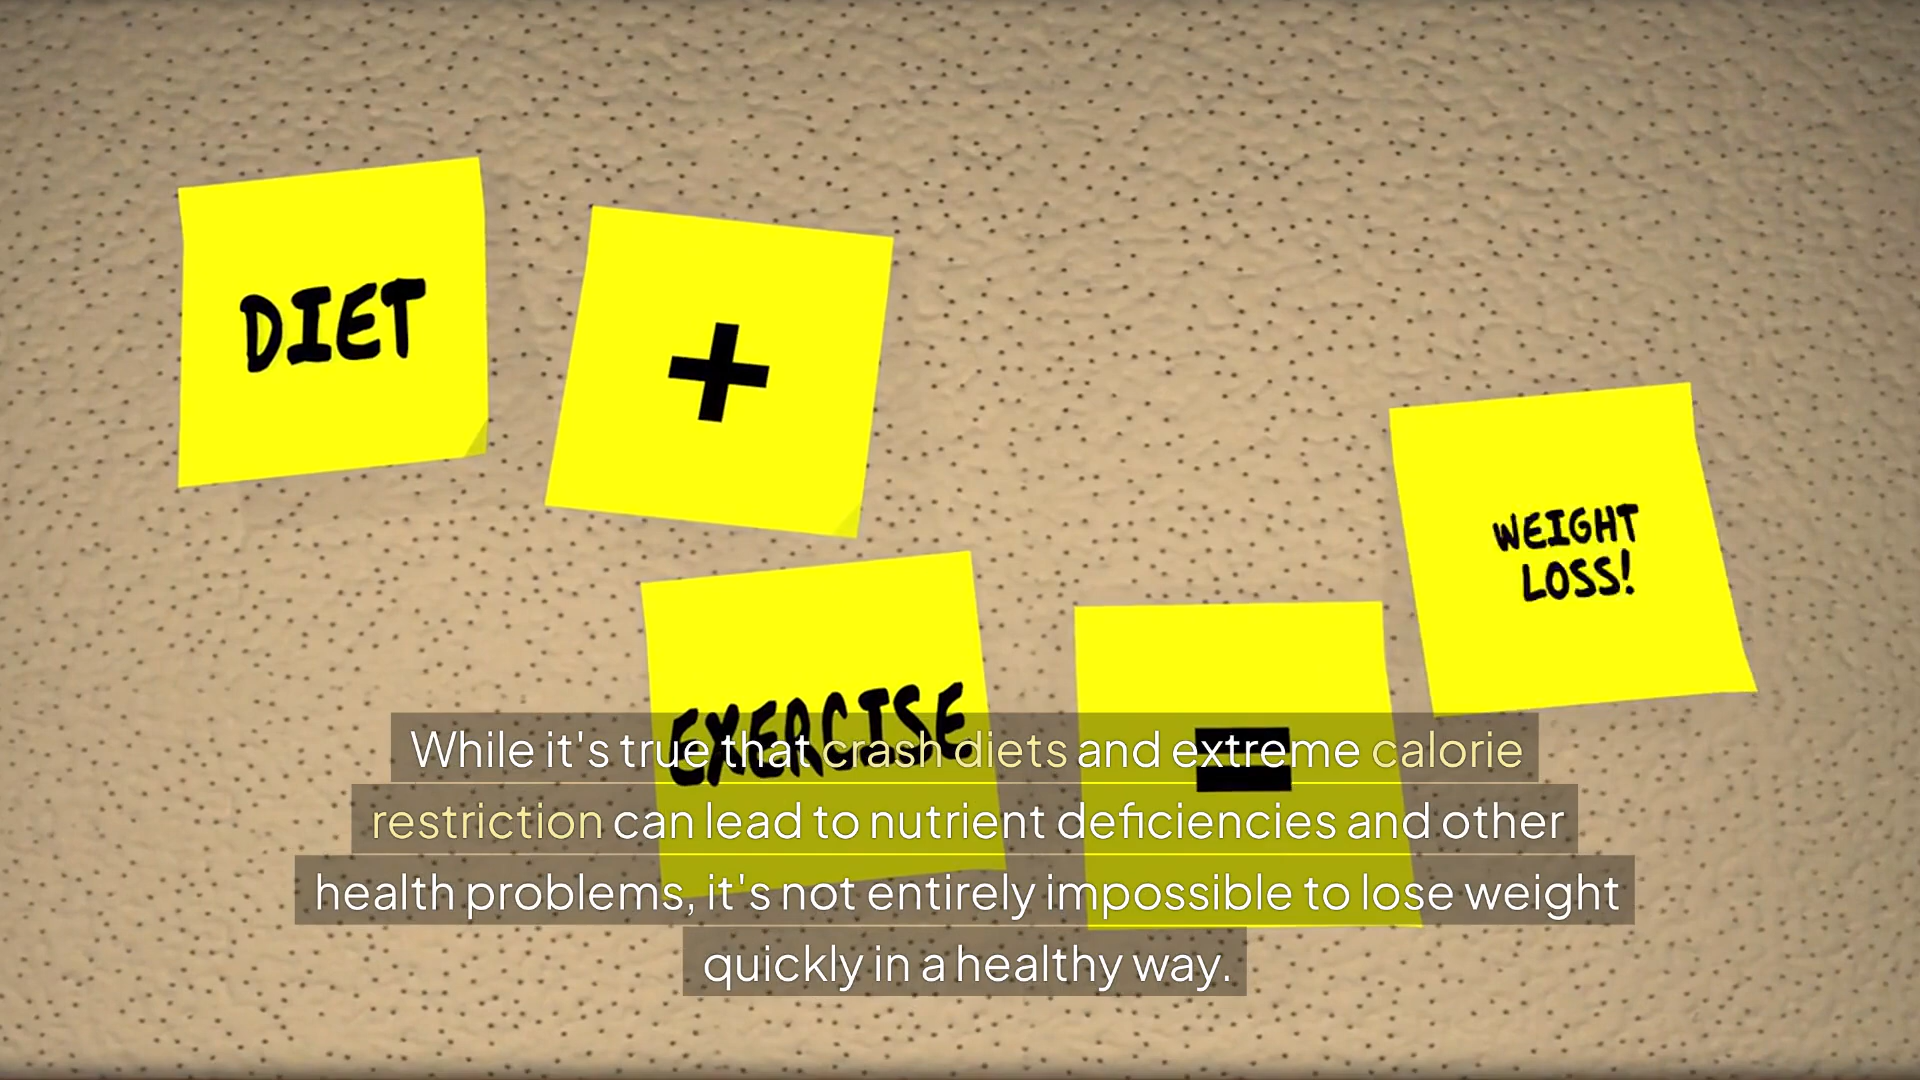 DIET
+
EXERCISE
=
WEIGHT
LOSS!
While it's true that crash diets and extreme calorie
restriction can lead to nutrient deficiencies and other
health problems, it's not entirely impossible to lose weight
quickly in a healthy way.